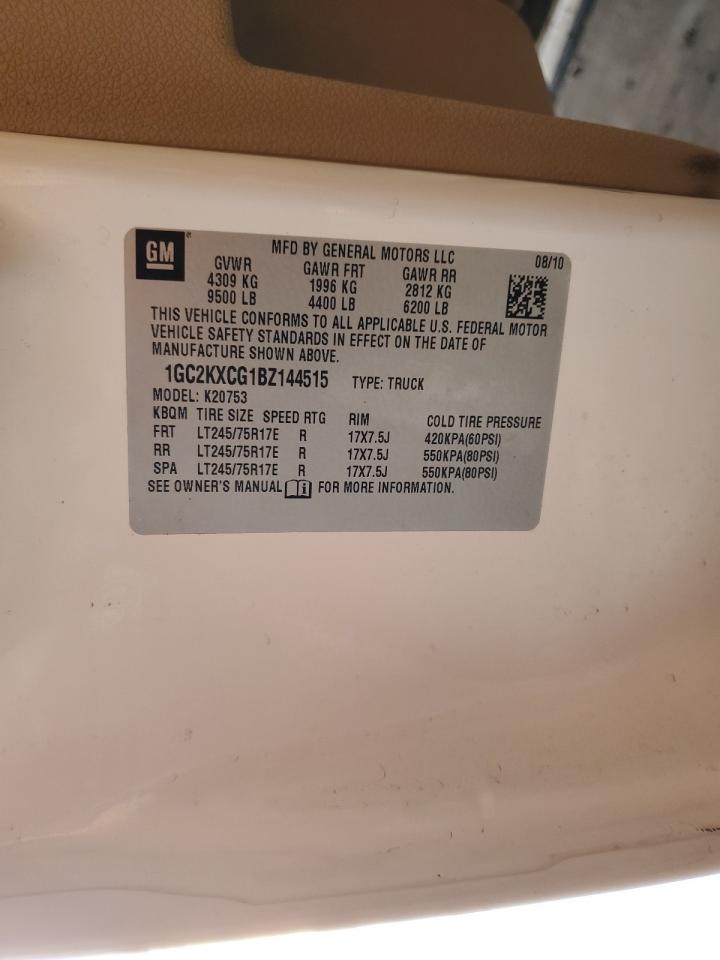 GM
MFD BY GENERAL MOTORS LLC 08/10
GVWR GAWR FRT GAWR RR
4309 KG 1996 KG 2812 KG
9500 LB 4400 LB 6200 LB
THIS VEHICLE CONFORMS TO ALL APPLICABLE U.S. FEDERAL MOTOR
VEHICLE SAFETY STANDARDS IN EFFECT ON THE DATE OF
MANUFACTURE SHOWN ABOVE.
1GC2KXCG1BZ144515 TYPE: TRUCK
MODEL: K20753
KBQM TIRE SIZE SPEED RTG RIM COLD TIRE PRESSURE
FRT LT245/75R17E R 17X7.5J 420KPA(60PSI)
RR LT245/75R17E R 17X7.5J 550KPA(80PSI)
SPA LT245/75R17E R 17X7.5J 550KPA(80PSI)
SEE OWNER'S MANUAL i FOR MORE INFORMATION.